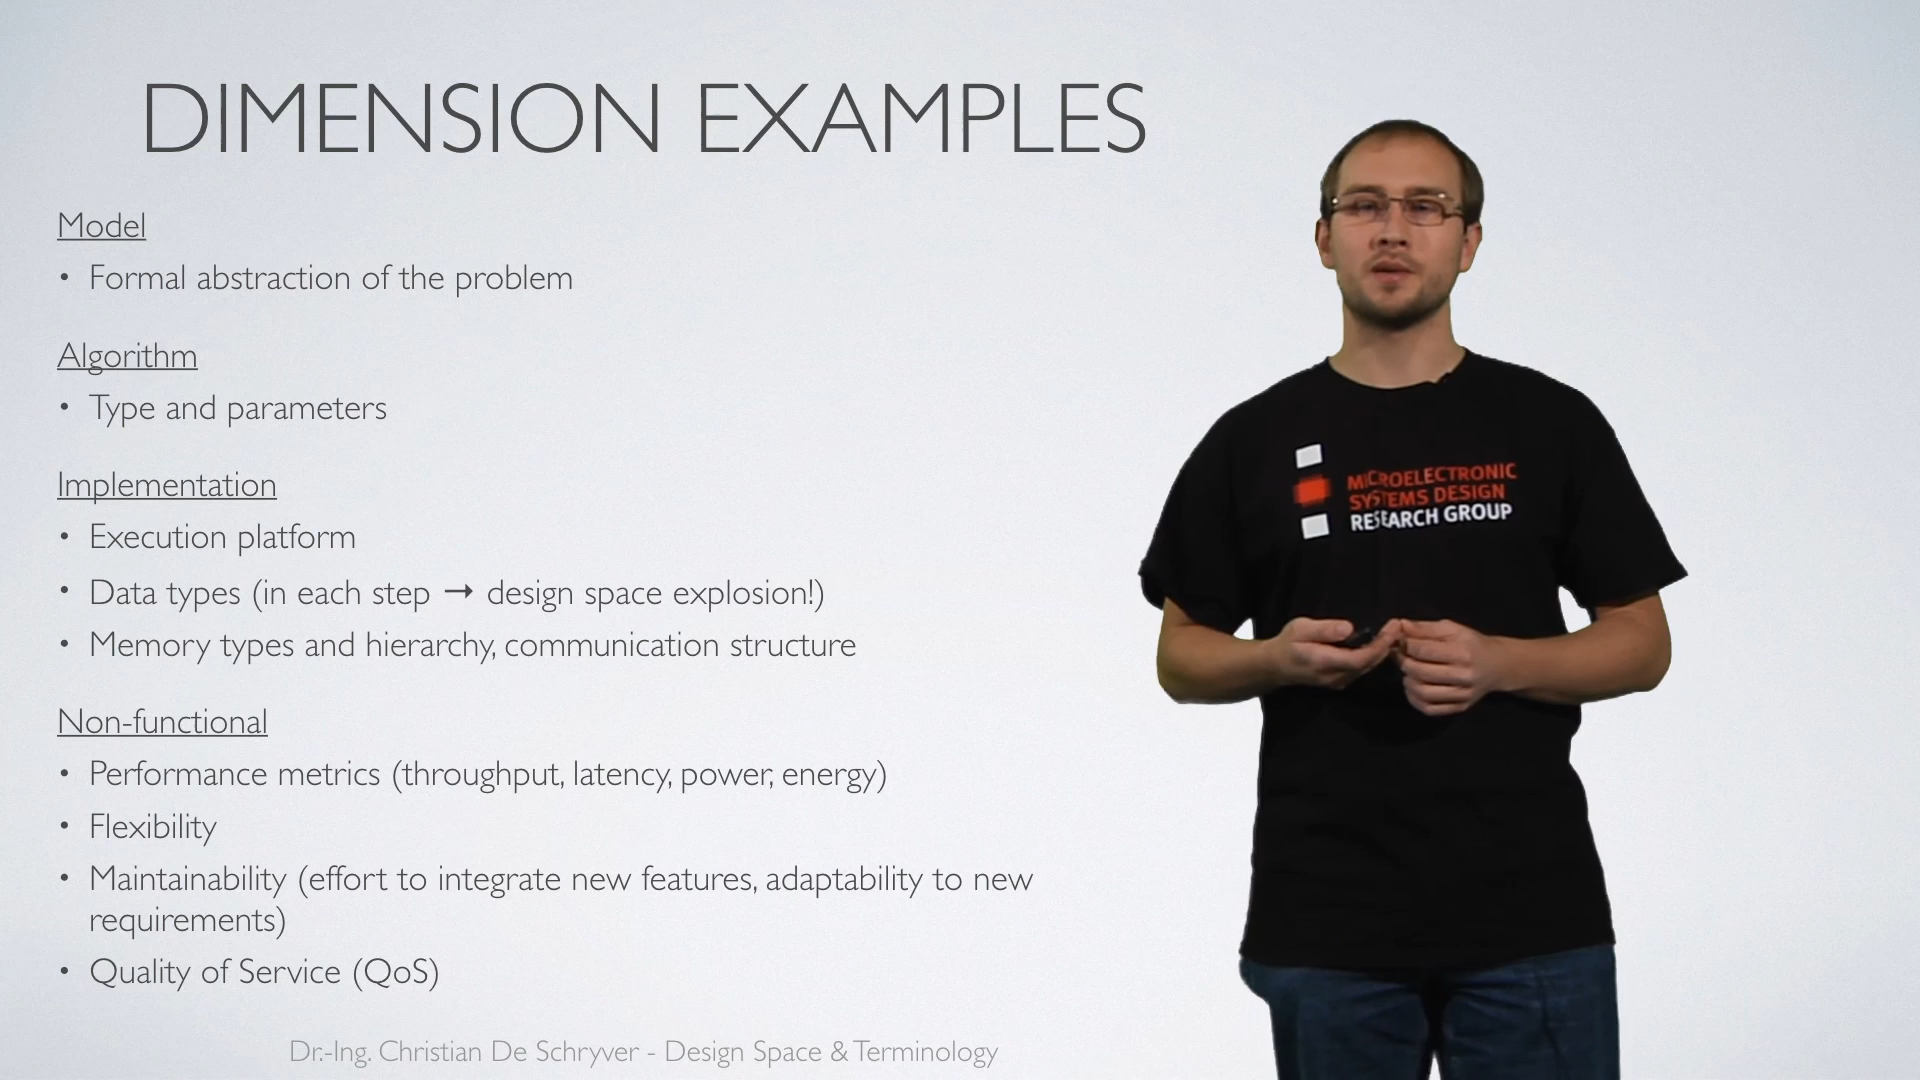 DIMENSION EXAMPLES
Model
• Formal abstraction of the problem
Algorithm
• Type and parameters
Implementation
• Execution platform
• Data types (in each step → design space explosion!)
• Memory types and hierarchy, communication structure
Non-functional
• Performance metrics (throughput, latency, power, energy)
• Flexibility
• Maintainability (effort to integrate new features, adaptability to new
requirements)
• Quality of Service (QoS)
Dr.-Ing. Christian De Schryver - Design Space & Terminology
MICROELECTRONIC
SYSTEMS DESIGN
RESEARCH GROUP